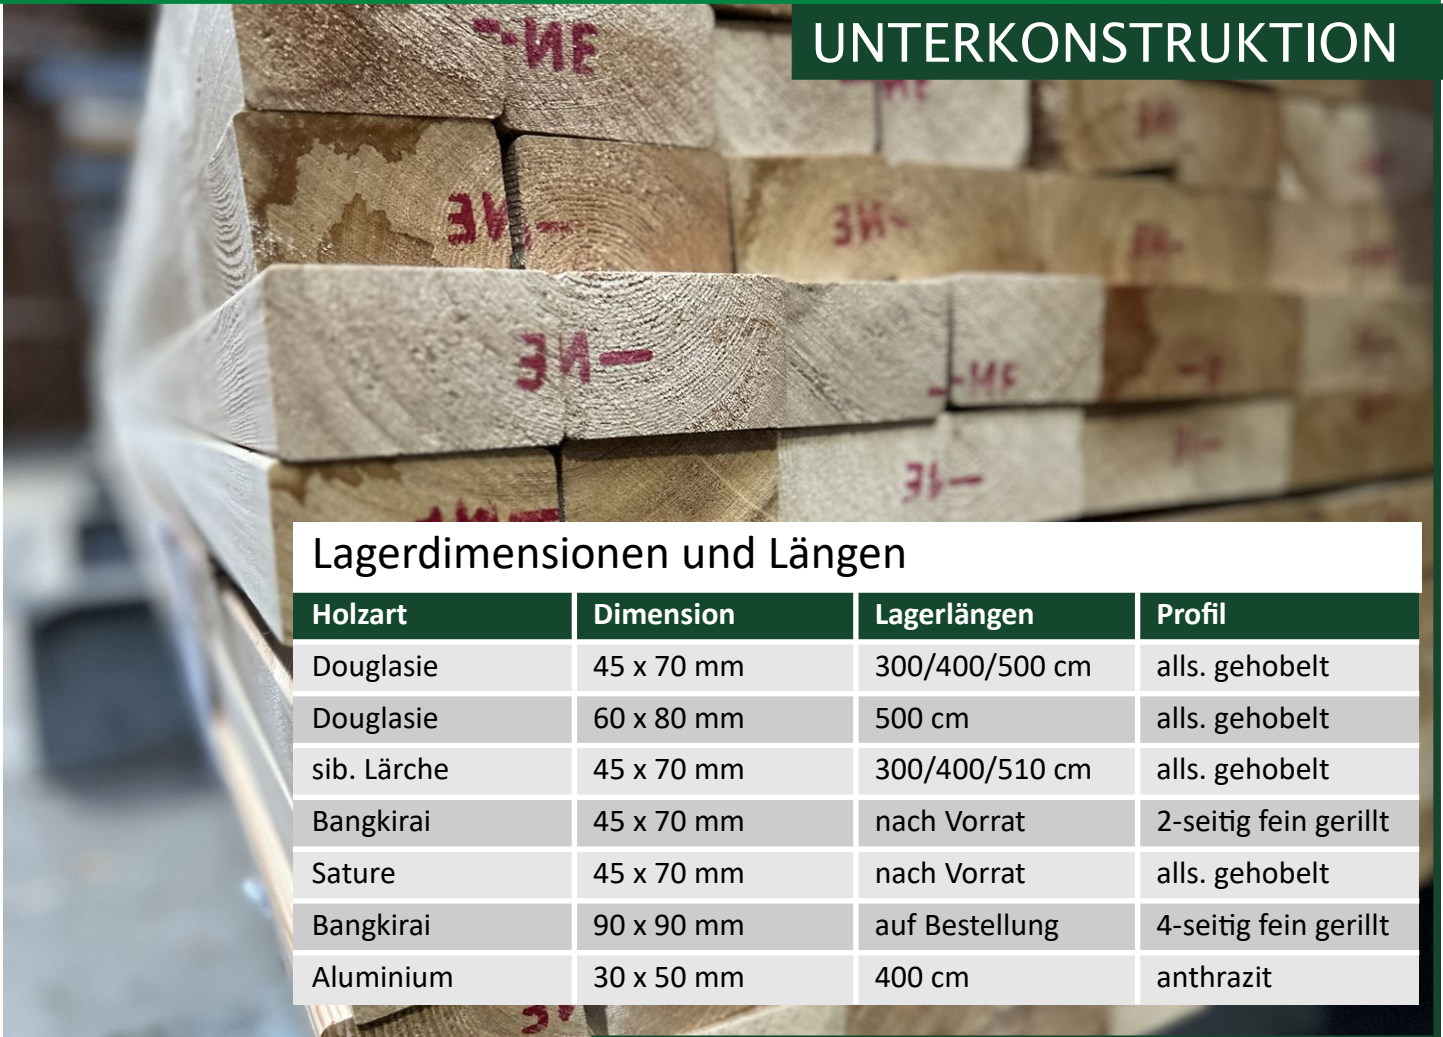 UNTERKONSTRUKTION
Lagerdimensionen und Längen
Holzart Dimension Lagerlängen Profil
Douglasie 45 x 70 mm 300/400/500 cm alls. gehobelt
Douglasie 60 x 80 mm 500 cm alls. gehobelt
sib. Lärche 45 x 70 mm 300/400/510 cm alls. gehobelt
Bangkirai 45 x 70 mm nach Vorrat 2-seitig fein gerillt
Sature 45 x 70 mm nach Vorrat alls. gehobelt
Bangkirai 90 x 90 mm auf Bestellung 4-seitig fein gerillt
Aluminium 30 x 50 mm 400 cm anthrazit